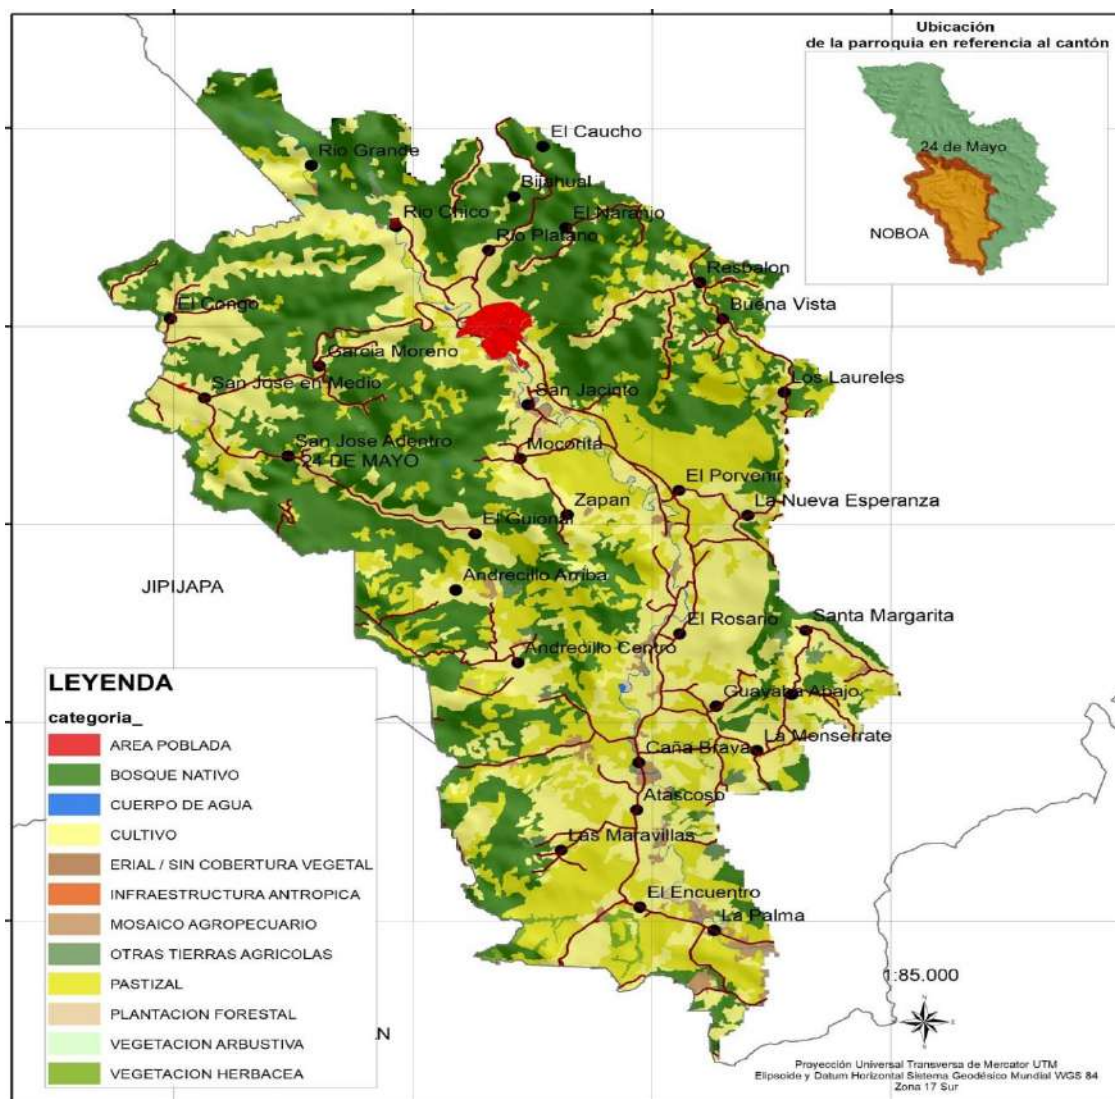 Ubicación
de la parroquia en referencia al cantón
24 de Mayo
NOBOA
El Caucho
Rio Grande
Bijahual
Rio Chico
El Naranjo
Rio Platano
Resbalon
El Congo
Buena Vista
Garcia Moreno
San Jose en Medio
Los Laureles
San Jacinto
San Jose Adentro
24 DE MAYO
Mocorita
El Porvenir
Zapan
La Nueva Esperanza
El Guional
JIPIJAPA
Andrecillo Arriba
El Rosario
Santa Margarita
Andrecillo Centro
Guayaba Abajo
La Monserrate
Caña Brava
Atascoso
Las Maravillas
El Encuentro
La Palma
LEYENDA
categoria_
AREA POBLADA
BOSQUE NATIVO
CUERPO DE AGUA
CULTIVO
ERIAL / SIN COBERTURA VEGETAL
INFRAESTRUCTURA ANTROPICA
MOSAICO AGROPECUARIO
OTRAS TIERRAS AGRICOLAS
PASTIZAL
PLANTACION FORESTAL
VEGETACION ARBUSTIVA
VEGETACION HERBACEA
N
1:85.000
Proyección Universal Transversa de Mercator UTM
Elipsoide y Datum Horizontal Sistema Geodésico Mundial WGS 84
Zona 17 Sur